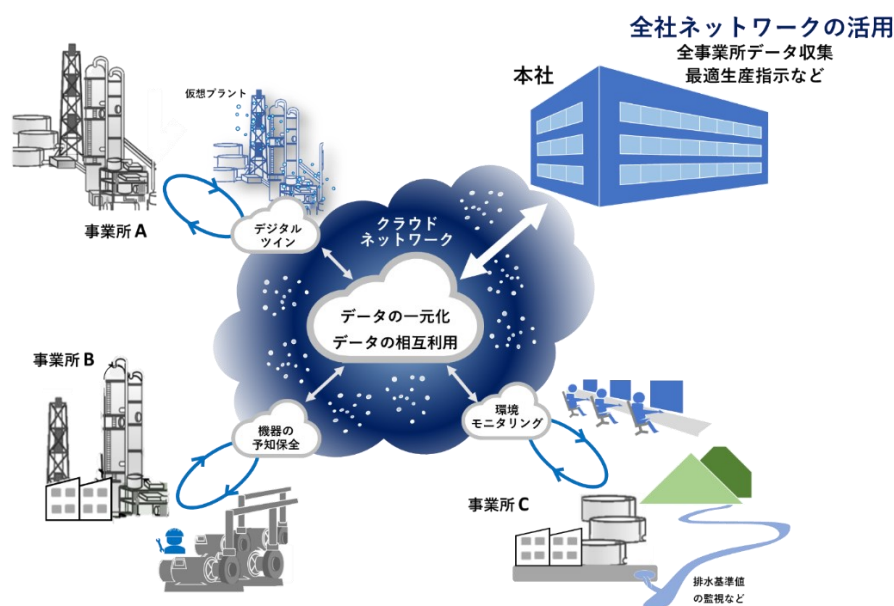 全社ネットワークの活用
全事業所データ収集
最適生産指示など
本社
仮想プラント
事業所 A
デジタル
ツイン
クラウド
ネットワーク
データの一元化
データの相互利用
事業所 B
機器の
予知保全
環境
モニタリング
事業所 C
排水基準値
の監視など